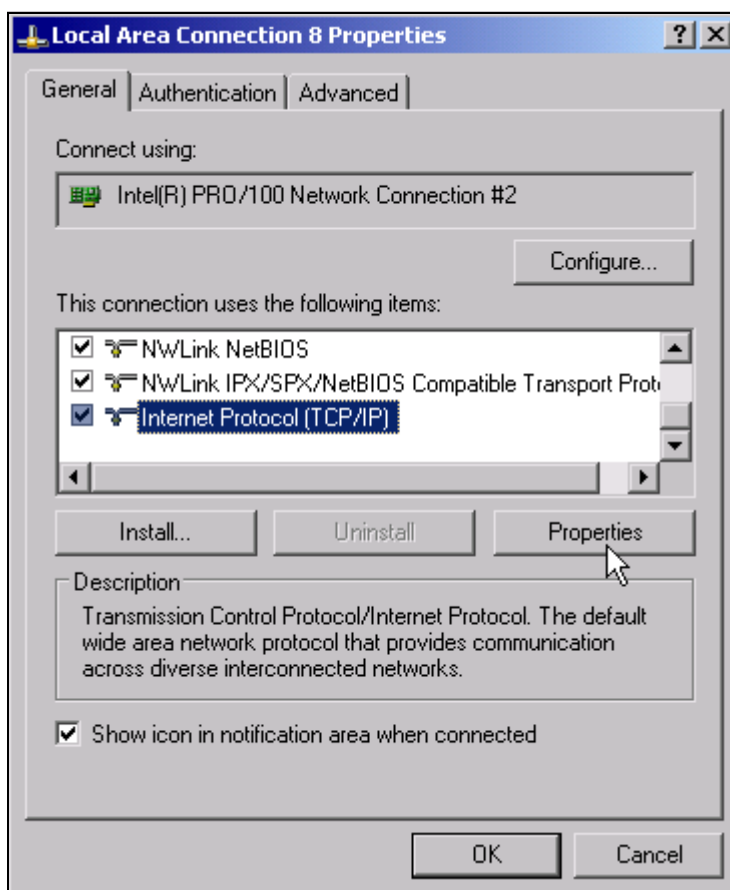 Local Area Connection 8 Properties
General Authentication Advanced
Connect using:
Intel(R) PRO/100 Network Connection #2
Configure...
This connection uses the following items:
NWLink NetBIOS
NWLink IPX/SPX/NetBIOS Compatible Transport Proto
Internet Protocol (TCP/IP)
Install... Uninstall Properties
Description
Transmission Control Protocol/Internet Protocol. The default
wide area network protocol that provides communication
across diverse interconnected networks.
Show icon in notification area when connected
OK Cancel